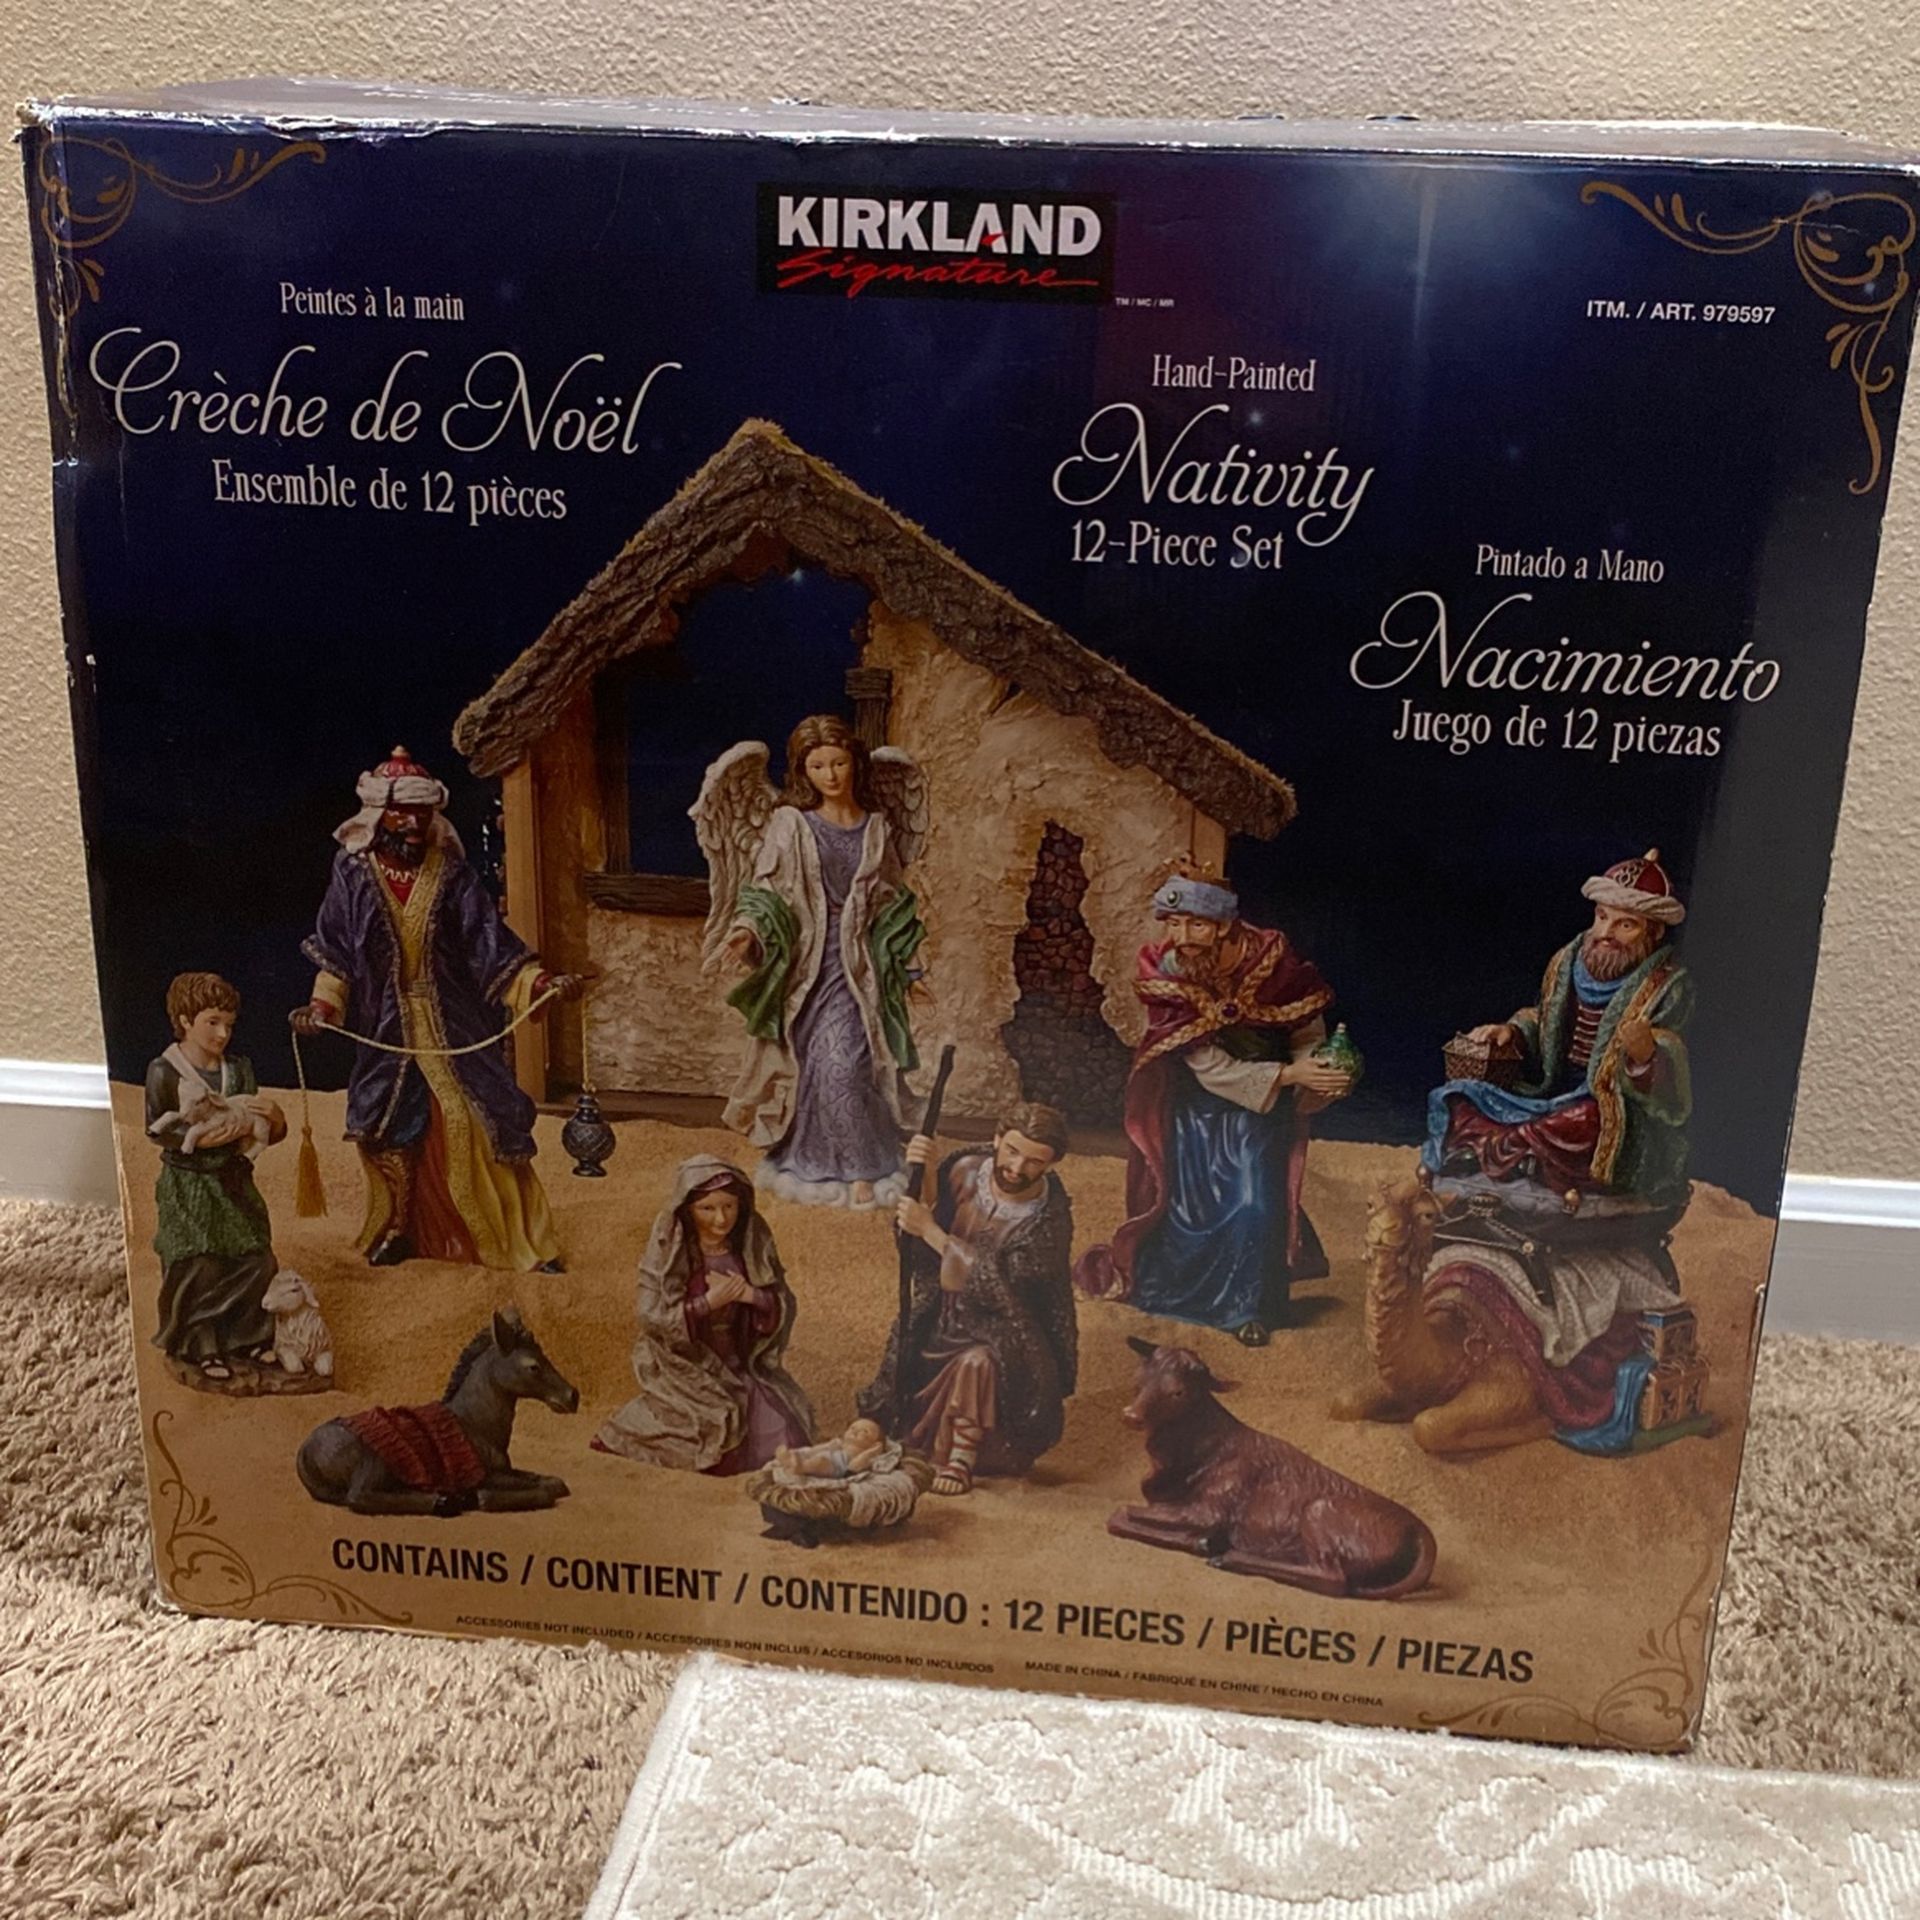 KIRKLAND
Signature
TM / MC / MR
ITM. / ART. 979597
Peintes à la main
Crèche de Noël
Ensemble de 12 pièces
Hand-Painted
Nativity
12-Piece Set
Pintado a Mano
Nacimiento
Juego de 12 piezas
CONTAINS / CONTIENT / CONTENIDO : 12 PIECES / PIÈCES / PIEZAS
ACCESSORIES NOT INCLUDED / ACCESSOIRES NON INCLUS / ACCESORIOS NO INCLUIDOS
MADE IN CHINA / FABRIQUÉ EN CHINE / HECHO EN CHINA